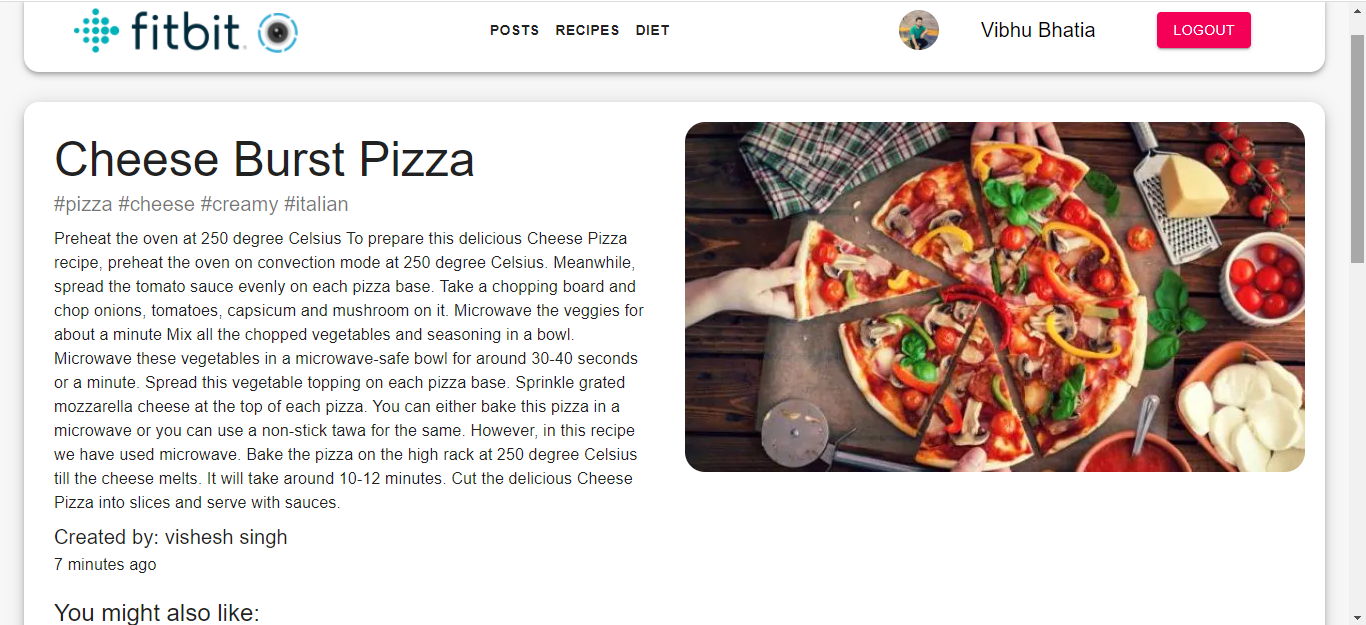 fitbit.
POSTS RECIPES DIET
Vibhu Bhatia
LOGOUT
Cheese Burst Pizza
#pizza #cheese #creamy #italian
Preheat the oven at 250 degree Celsius To prepare this delicious Cheese Pizza
recipe, preheat the oven on convection mode at 250 degree Celsius. Meanwhile,
spread the tomato sauce evenly on each pizza base. Take a chopping board and
chop onions, tomatoes, capsicum and mushroom on it. Microwave the veggies for
about a minute Mix all the chopped vegetables and seasoning in a bowl.
Microwave these vegetables in a microwave-safe bowl for around 30-40 seconds
or a minute. Spread this vegetable topping on each pizza base. Sprinkle grated
mozzarella cheese at the top of each pizza. You can either bake this pizza in a
microwave or you can use a non-stick tawa for the same. However, in this recipe
we have used microwave. Bake the pizza on the high rack at 250 degree Celsius
till the cheese melts. It will take around 10-12 minutes. Cut the delicious Cheese
Pizza into slices and serve with sauces.
Created by: vishesh singh
7 minutes ago
You might also like: